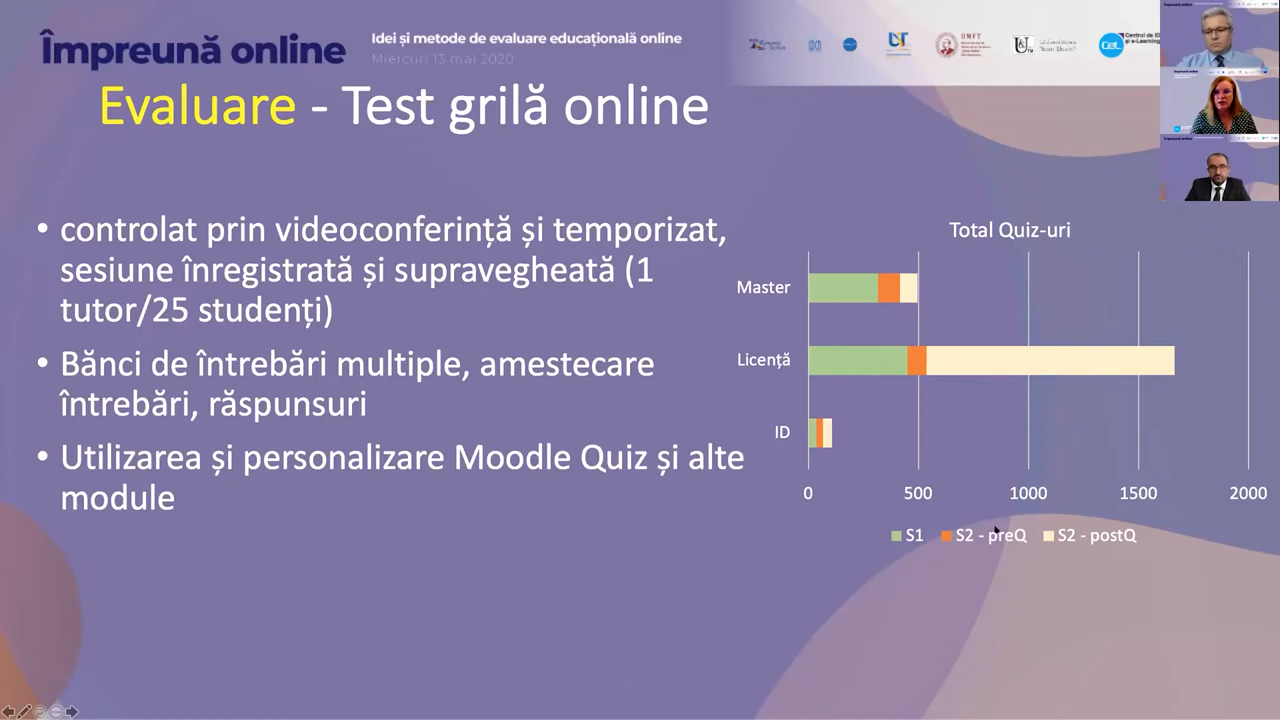 Împreună online
Idei și metode de evaluare educațională online
Miercuri 13 mai 2020
Evaluare - Test grilă online
• controlat prin videoconferință și temporizat,
sesiune înregistrată și supravegheată (1
tutor/25 studenți)
• Bănci de întrebări multiple, amestecare
întrebări, răspunsuri
• Utilizarea și personalizare Moodle Quiz și alte
module
Total Quiz-uri
Master
Licență
ID
0 500 1000 1500 2000
S1 S2 - preQ S2 - postQ
UMFT
CeL